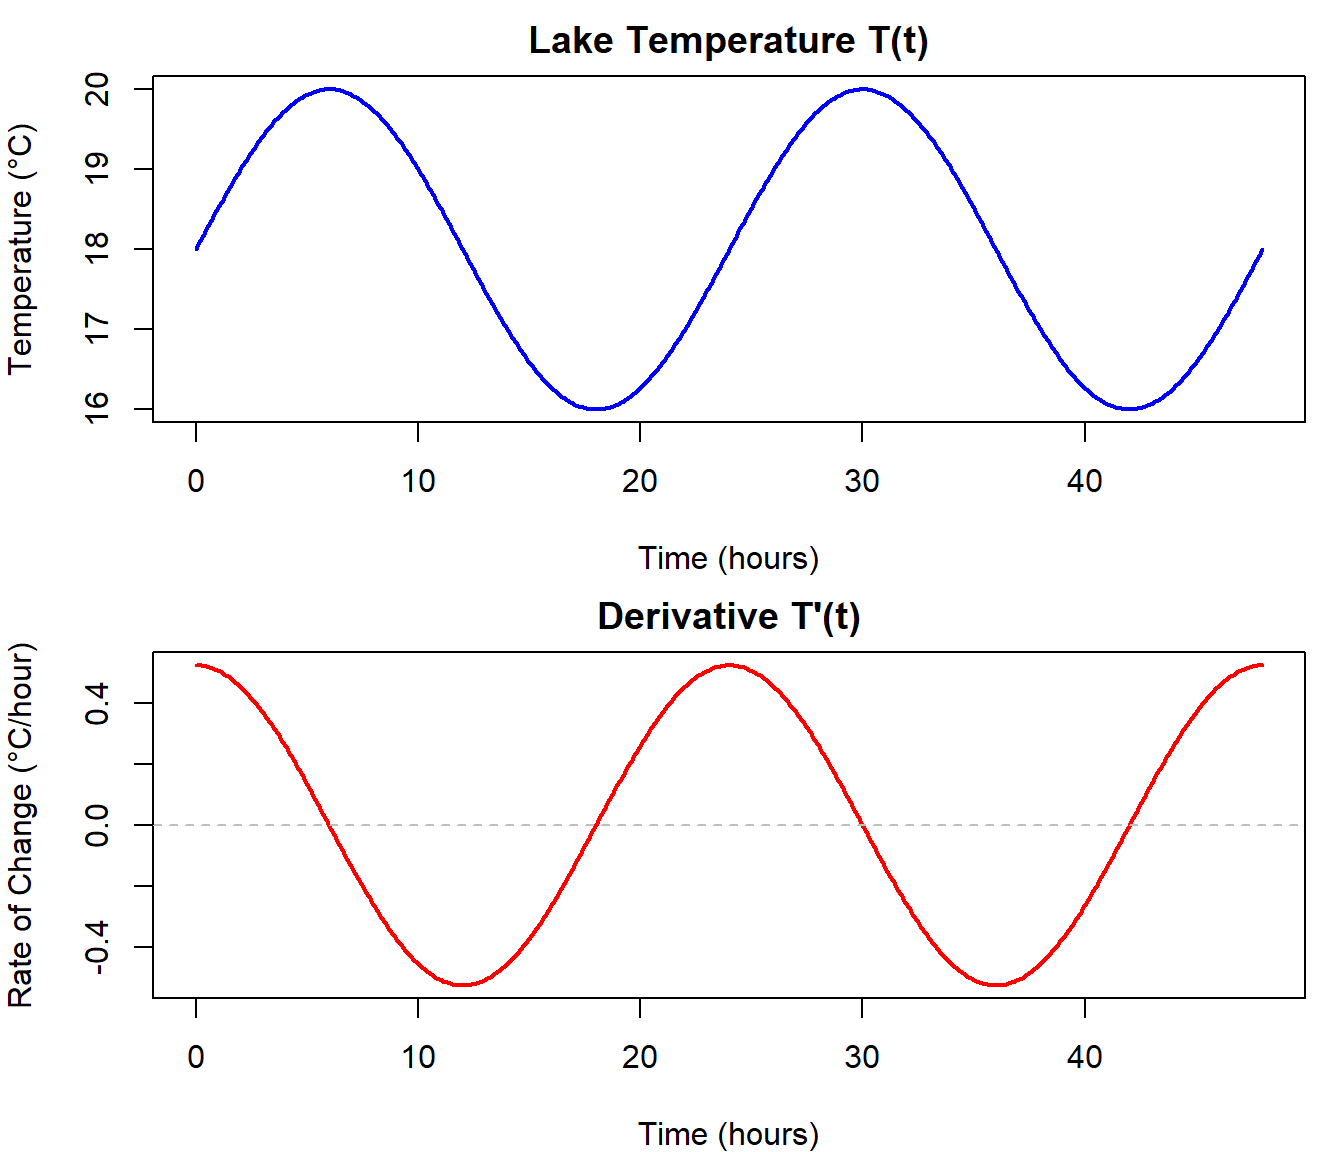 Lake Temperature T(t)
Temperature (°C)
20
19
18
17
16
0 10 20 30 40
Time (hours)
Derivative T'(t)
Rate of Change (°C/hour)
0.4
0.0
-0.4
0 10 20 30 40
Time (hours)